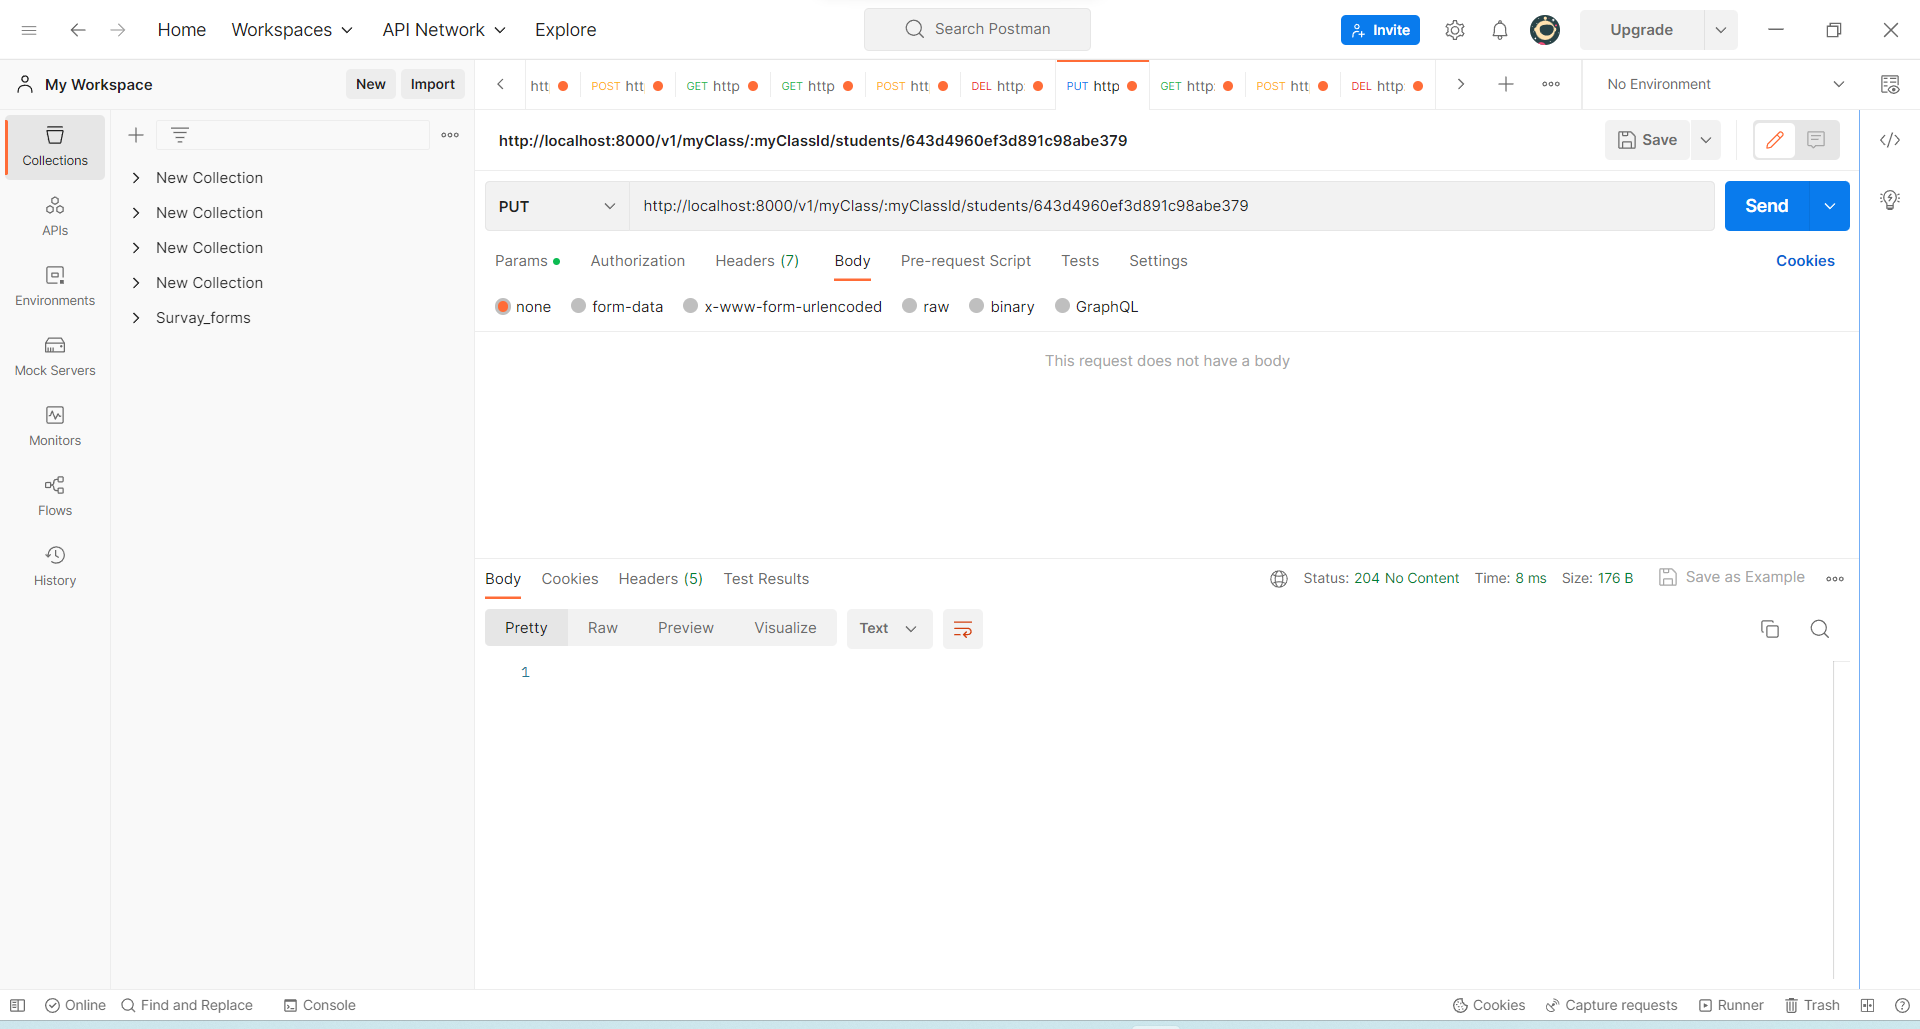 Home Workspaces API Network Explore Search Postman Invite Upgrade
My Workspace New Import htt POST htt GET http GET http POST htt DEL http PUT http GET http: POST htt DEL http: No Environment
Collections
APIs
Environments
Mock Servers
Monitors
Flows
History
New Collection
New Collection
New Collection
New Collection
Survay_forms
http://localhost:8000/v1/myClass/:myClassId/students/643d4960ef3d891c98abe379 Save
PUT http://localhost:8000/v1/myClass/:myClassId/students/643d4960ef3d891c98abe379 Send
Params Authorization Headers (7) Body Pre-request Script Tests Settings Cookies
none form-data x-www-form-urlencoded raw binary GraphQL
This request does not have a body
Body Cookies Headers (5) Test Results Status: 204 No Content Time: 8 ms Size: 176 B Save as Example
Pretty Raw Preview Visualize Text
1
Online Find and Replace Console Cookies Capture requests Runner Trash